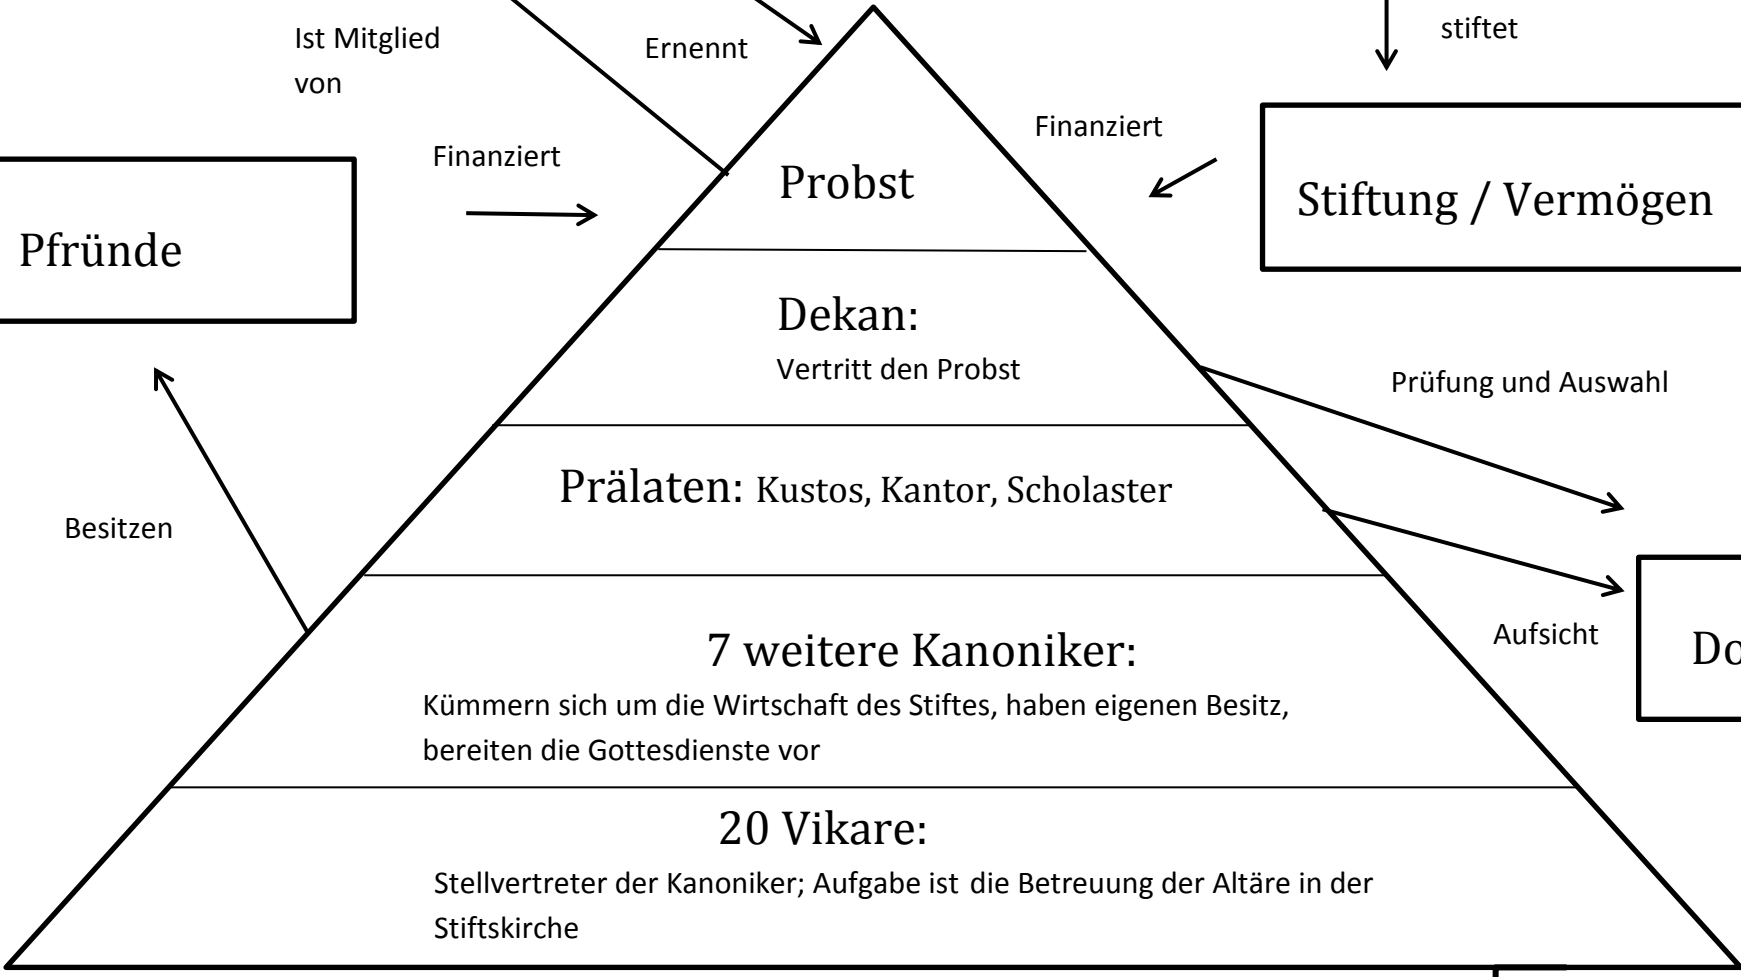 Ist Mitglied
von
Ernennt
stiftet
Finanziert
Finanziert
Pfründe
Probst
Stiftung / Vermögen
Dekan:
Vertritt den Probst
Prüfung und Auswahl
Prälaten: Kustos, Kantor, Scholaster
Besitzen
Aufsicht
Do
7 weitere Kanoniker:
Kümmern sich um die Wirtschaft des Stiftes, haben eigenen Besitz,
bereiten die Gottesdienste vor
20 Vikare:
Stellvertreter der Kanoniker; Aufgabe ist die Betreuung der Altäre in der
Stiftskirche